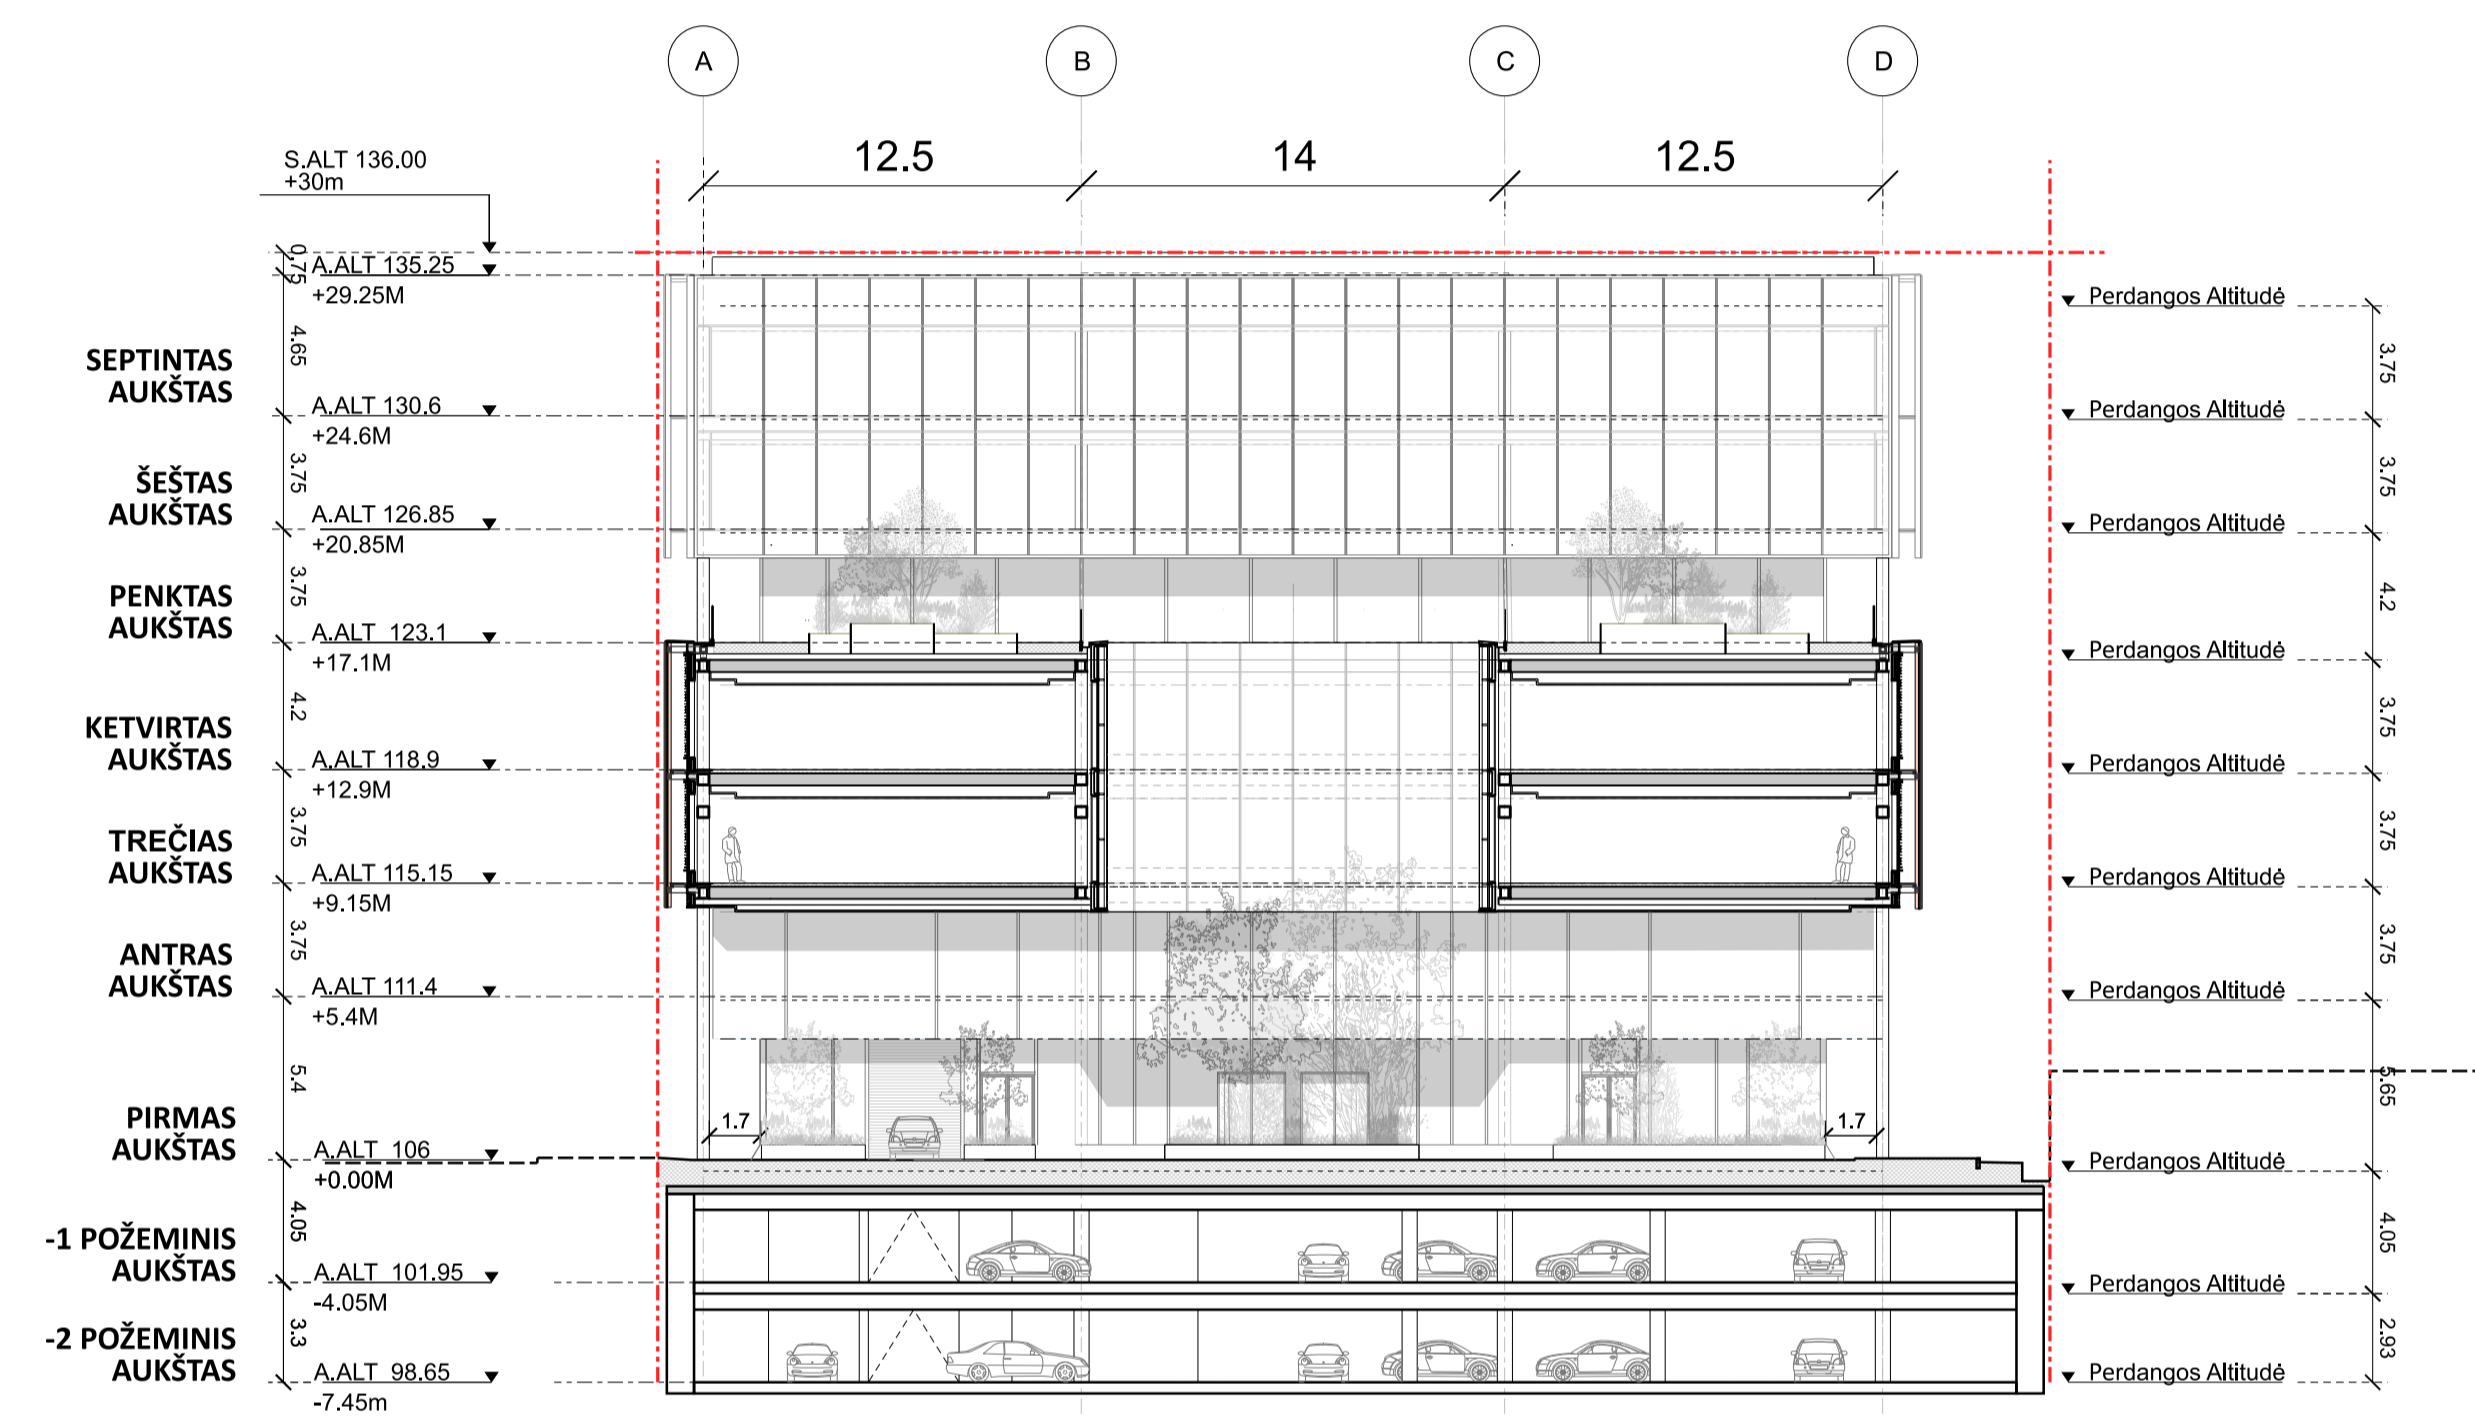 A
B
C
D
12.5
14
12.5
S.ALT 136.00
+30m
0.75
A.ALT 135.25
+29.25M
4.65
SEPTINTAS
AUKŠTAS
A.ALT 130.6
+24.6M
3.75
ŠEŠTAS
AUKŠTAS
A.ALT 126.85
+20.85M
3.75
PENKTAS
AUKŠTAS
A.ALT 123.1
+17.1M
4.2
KETVIRTAS
AUKŠTAS
A.ALT 118.9
+12.9M
3.75
TREČIAS
AUKŠTAS
A.ALT 115.15
+9.15M
3.75
ANTRAS
AUKŠTAS
A.ALT 111.4
+5.4M
5.4
PIRMAS
AUKŠTAS
A.ALT 106
+0.00M
4.05
-1 POŽEMINIS
AUKŠTAS
A.ALT 101.95
-4.05M
3.3
-2 POŽEMINIS
AUKŠTAS
A.ALT 98.65
-7.45m
1.7
1.7
Perdangos Altitudė
3.75
Perdangos Altitudė
3.75
Perdangos Altitudė
4.2
Perdangos Altitudė
3.75
Perdangos Altitudė
3.75
Perdangos Altitudė
3.75
Perdangos Altitudė
5.65
Perdangos Altitudė
4.05
Perdangos Altitudė
2.93
Perdangos Altitudė